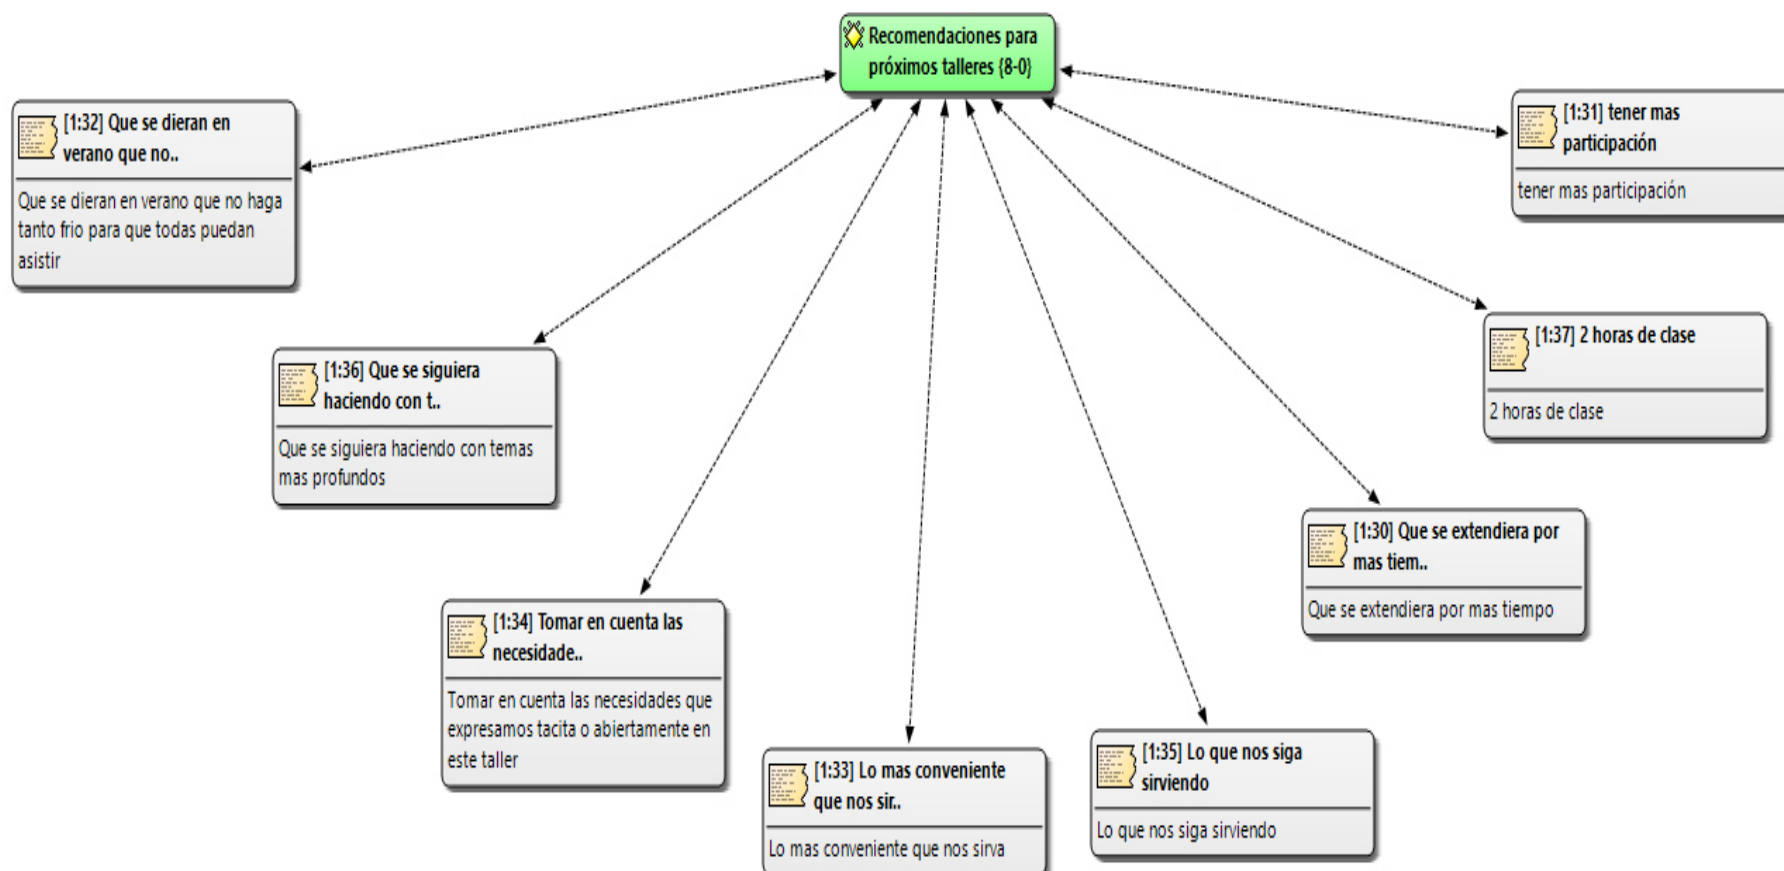 Recomendaciones para
próximos talleres {8-0}
[1:32] Que se dieran en
verano que no..
Que se dieran en verano que no haga
tanto frio para que todas puedan
asistir
[1:36] Que se siguiera
haciendo con t..
Que se siguiera haciendo con temas
mas profundos
[1:34] Tomar en cuenta las
necesidade..
Tomar en cuenta las necesidades que
expresamos tacita o abiertamente en
este taller
[1:33] Lo mas conveniente
que nos sir..
Lo mas conveniente que nos sirva
[1:35] Lo que nos siga
sirviendo
Lo que nos siga sirviendo
[1:30] Que se extendiera por
mas tiem..
Que se extendiera por mas tiempo
[1:37] 2 horas de clase
2 horas de clase
[1:31] tener mas
participación
tener mas participación